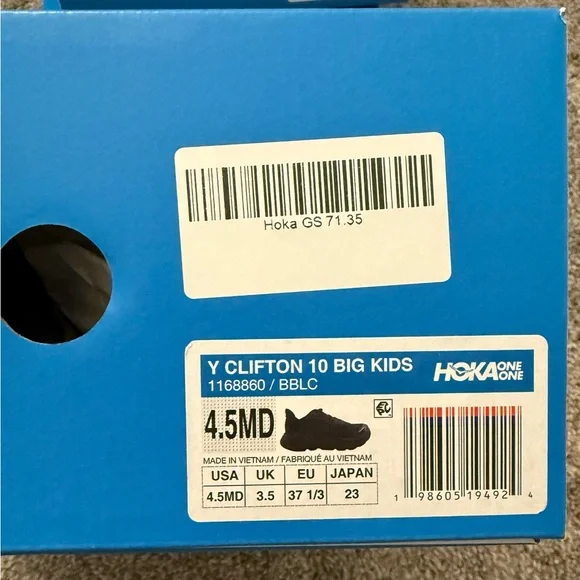 Hoka GS 71.35
Y CLIFTON 10 BIG KIDS
1168860 / BBLC
HOKA ONE ONE
4.5MD
MADE IN VIETNAM / FABRIQUÉ AU VIETNAM
USA UK EU JAPAN
4.5MD 3.5 37 1/3 23
1 98605 19492 4